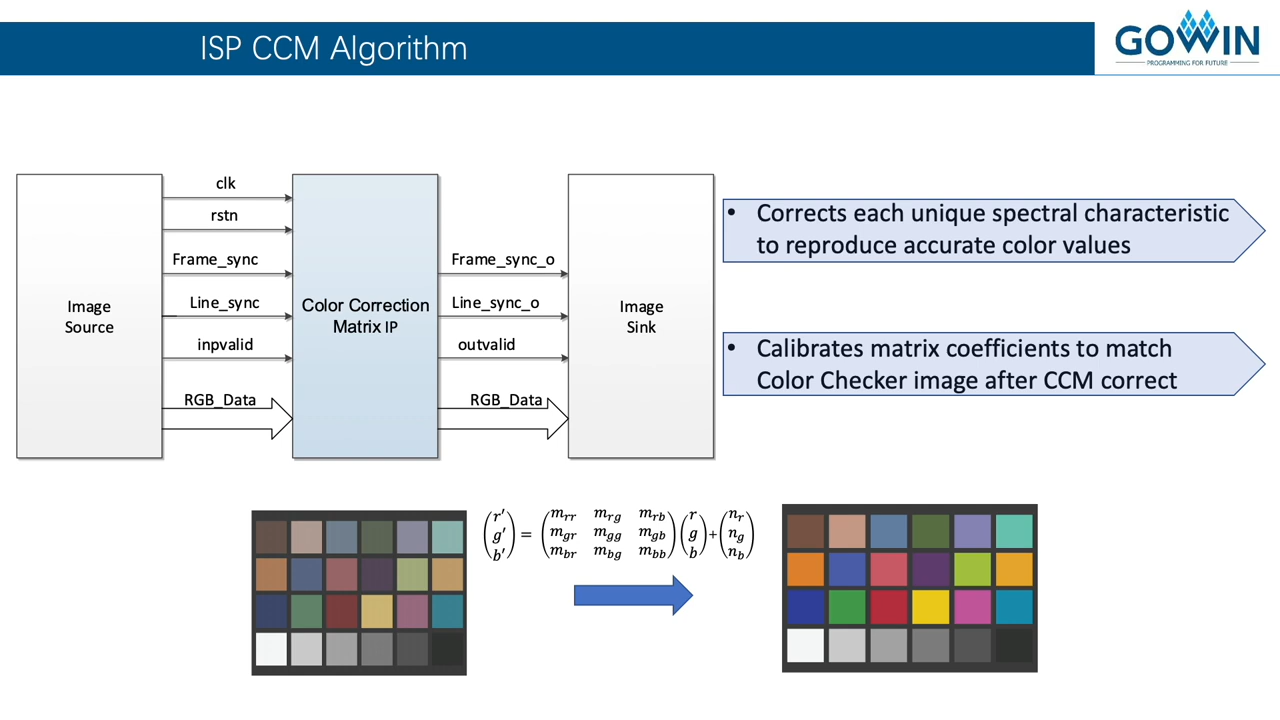 ISP CCM Algorithm
GOWIN
PROGRAMMING FOR FUTURE
clk
rstn
Frame_sync
Line_sync
inpvalid
RGB_Data
Image
Source
Color Correction
Matrix IP
Frame_sync_o
Line_sync_o
outvalid
RGB_Data
Image
Sink
• Corrects each unique spectral characteristic
to reproduce accurate color values
• Calibrates matrix coefficients to match
Color Checker image after CCM correct
(r′ g′ b′) = (m_rr m_rg m_rb m_gr m_gg m_gb m_br m_bg m_bb) (r g b) + (n_r n_g n_b)